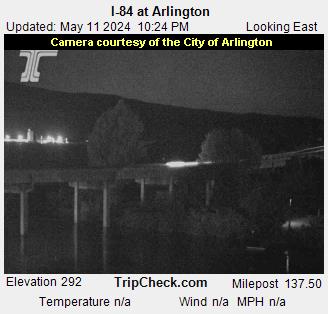 I-84 at Arlington
Updated: May 11 2024 10:24 PM Looking East
Camera courtesy of the City of Arlington
Elevation 292 TripCheck.com Milepost 137.50
Temperature n/a Wind n/a MPH n/a